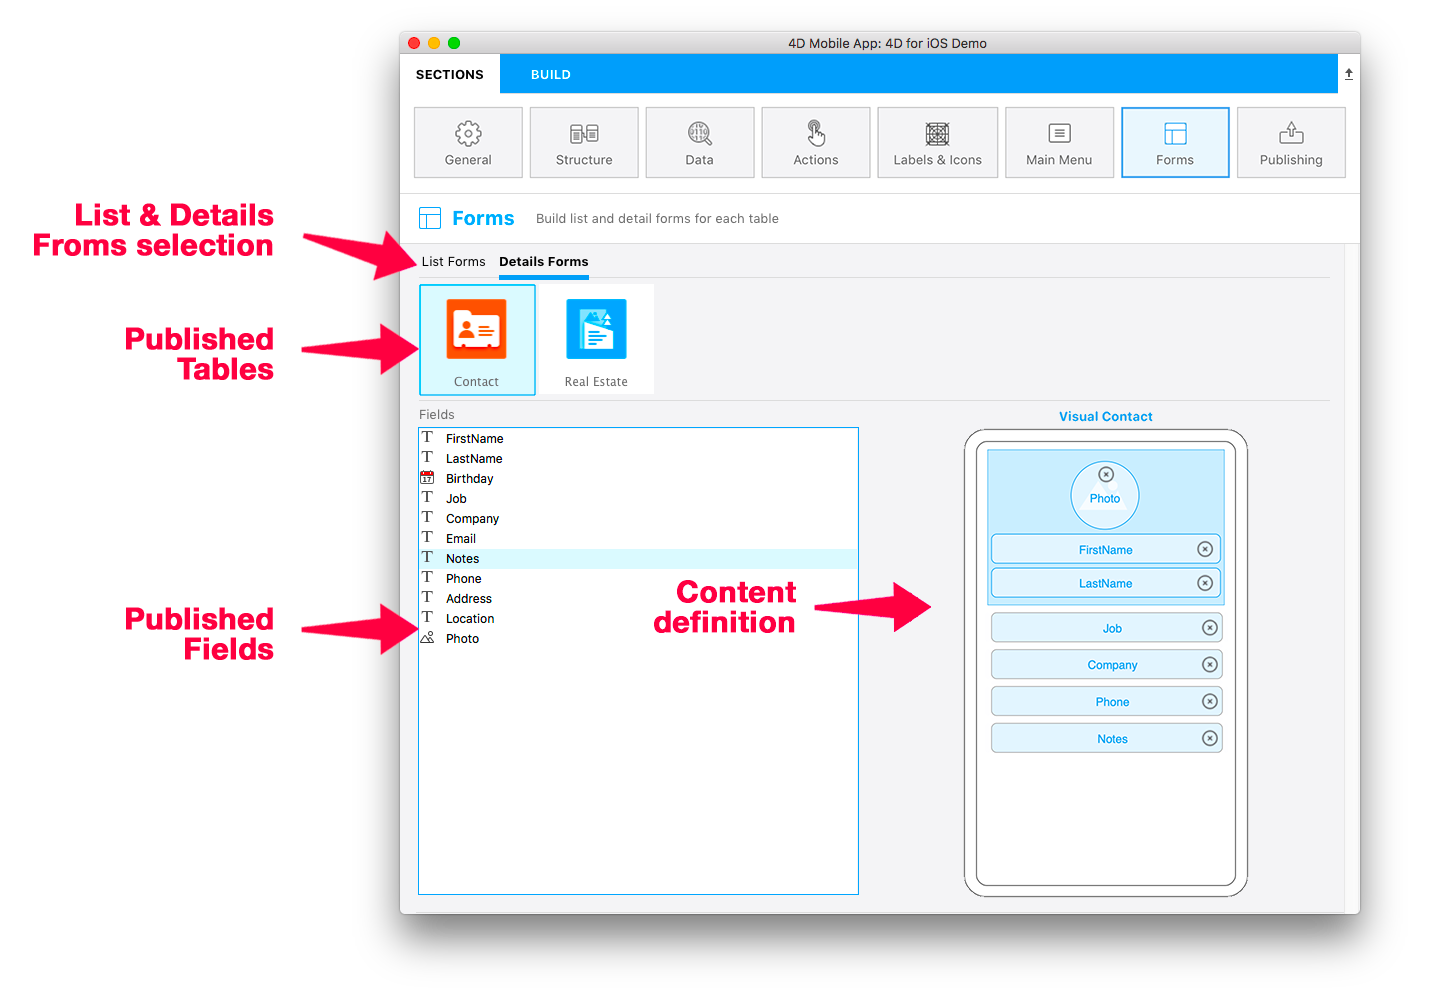 4D Mobile App: 4D for iOS Demo
SECTIONS
BUILD
General
Structure
Data
Actions
Labels & Icons
Main Menu
Forms
Publishing
Forms
Build list and detail forms for each table
List & Details
Froms selection
List Forms
Details Forms
Published
Tables
Contact
Real Estate
Fields
FirstName
LastName
17
Birthday
Job
Company
Email
Notes
Phone
Address
Location
Photo
Published
Fields
Content
definition
Visual Contact
Photo
FirstName
LastName
Job
Company
Phone
Notes